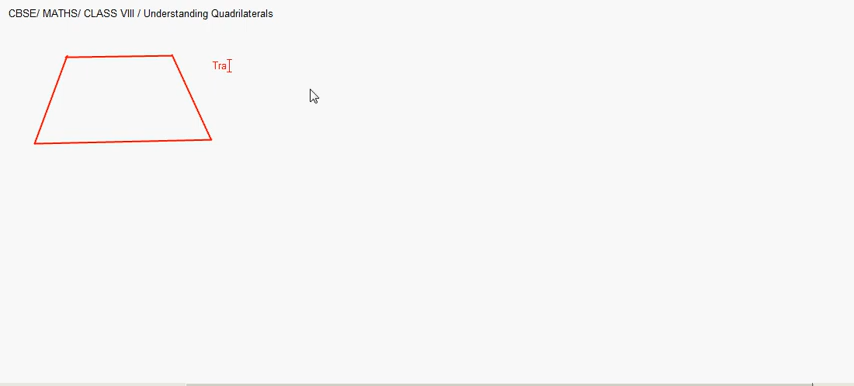 CBSE/ MATHS/ CLASS VIII / Understanding Quadrilaterals
Tra